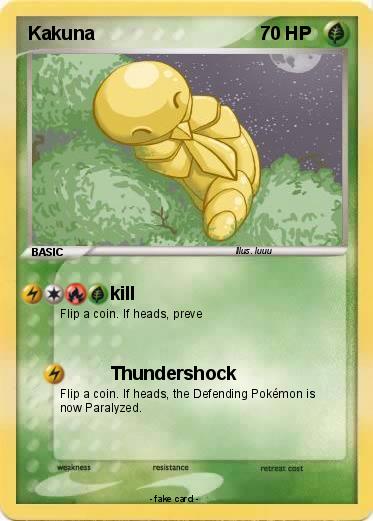 Kakuna 70 HP
BASIC
Illus. luuu
kill
Flip a coin. If heads, preve
Thundershock
Flip a coin. If heads, the Defending Pokémon is
now Paralyzed.
weakness resistance retreat cost
- fake card -